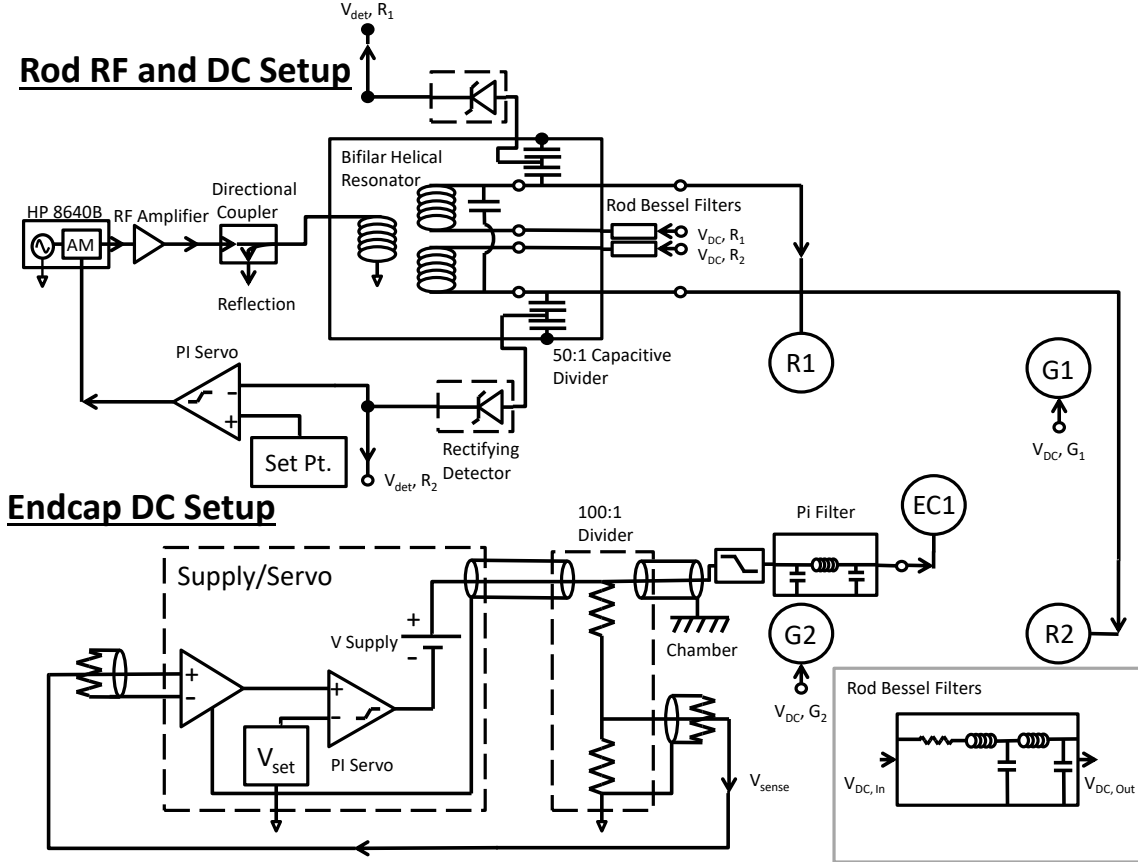 V_det, R_1
Rod RF and DC Setup
Bifilar Helical
Resonator
Directional
Coupler
HP 8640B
RF Amplifier
Rod Bessel Filters
AM
V_DC, R_1
V_DC, R_2
Reflection
PI Servo
50:1 Capacitive
Divider
R1
G1
-
+
Set Pt.
Rectifying
Detector
V_det, R_2
V_DC, G_1
Endcap DC Setup
100:1
Divider
Pi Filter
EC1
Supply/Servo
+
V Supply
-
Chamber
G2
R2
+
-
+
-
V_set
PI Servo
V_sense
V_DC, G_2
Rod Bessel Filters
V_DC, In
V_DC, Out